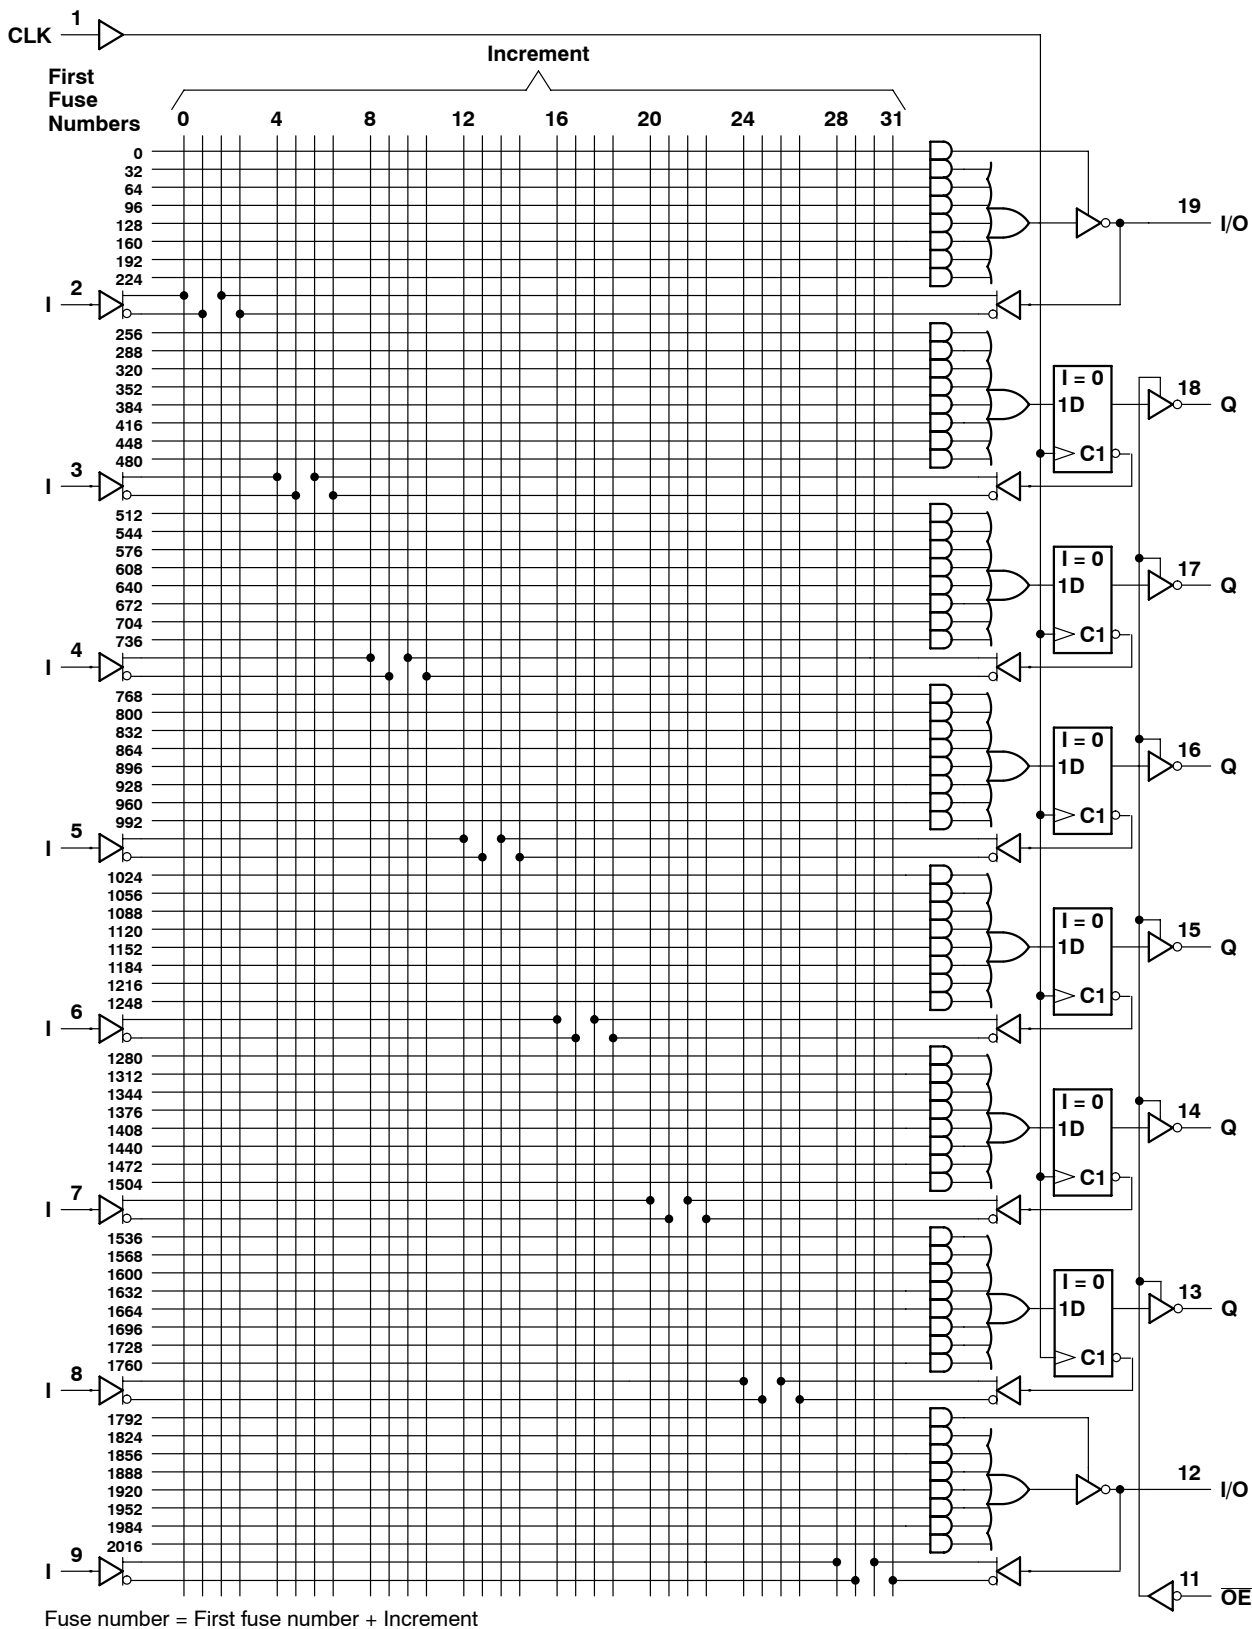 1
CLK
Increment
First
Fuse
Numbers
0 4 8 12 16 20 24 28 31
0
32
64
96
128
160
192
224
19
I/O
2
I
256
288
320
352
384
416
448
480
I = 0
1D
C1
18
Q
3
I
512
544
576
608
640
672
704
736
I = 0
1D
C1
17
Q
4
I
768
800
832
864
896
928
960
992
I = 0
1D
C1
16
Q
5
I
1024
1056
1088
1120
1152
1184
1216
1248
I = 0
1D
C1
15
Q
6
I
1280
1312
1344
1376
1408
1440
1472
1504
I = 0
1D
C1
14
Q
7
I
1536
1568
1600
1632
1664
1696
1728
1760
I = 0
1D
C1
13
Q
8
I
1792
1824
1856
1888
1920
1952
1984
2016
12
I/O
9
I
11
O̅E̅
Fuse number = First fuse number + Increment